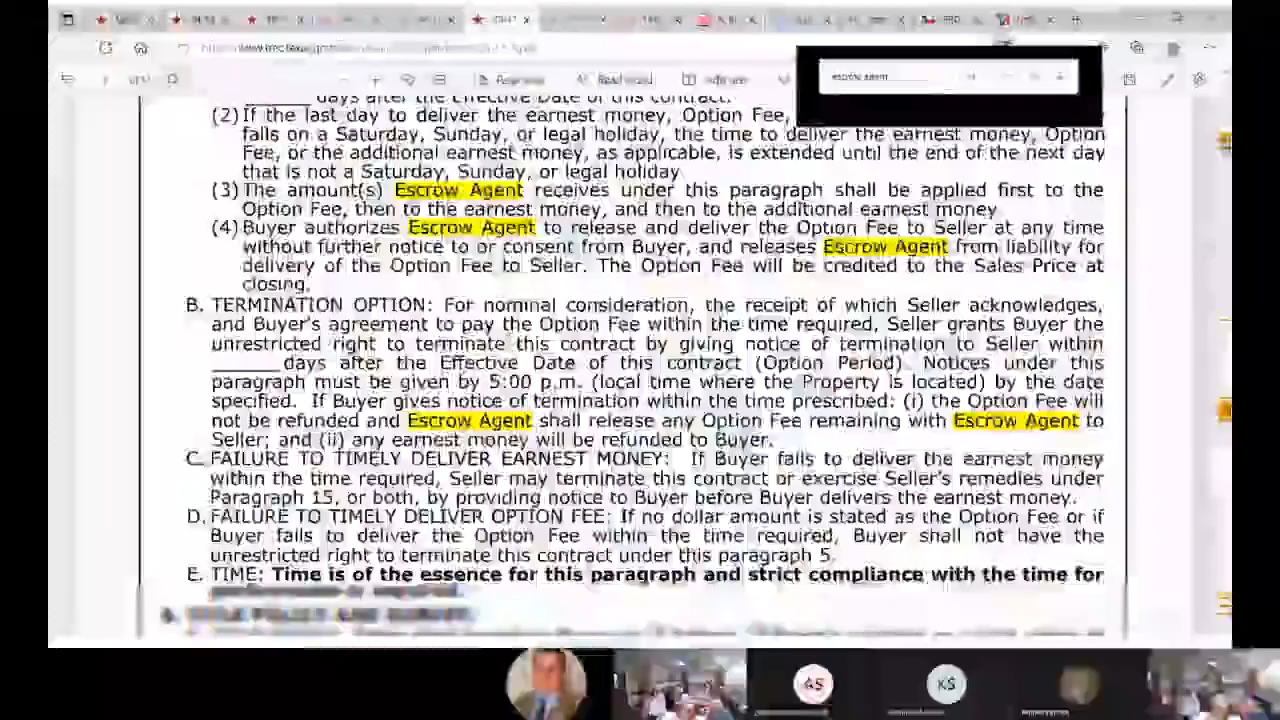 escrow agent
days after the Effective Date of this contract.
(2) If the last day to deliver the earnest money, Option Fee,
falls on a Saturday, Sunday, or legal holiday, the time to deliver the earnest money, Option
Fee, or the additional earnest money, as applicable, is extended until the end of the next day
that is not a Saturday, Sunday, or legal holiday
(3) The amount(s) Escrow Agent receives under this paragraph shall be applied first to the
Option Fee, then to the earnest money, and then to the additional earnest money
(4) Buyer authorizes Escrow Agent to release and deliver the Option Fee to Seller at any time
without further notice to or consent from Buyer, and releases Escrow Agent from liability for
delivery of the Option Fee to Seller. The Option Fee will be credited to the Sales Price at
closing.
B. TERMINATION OPTION: For nominal consideration, the receipt of which Seller acknowledges,
and Buyer's agreement to pay the Option Fee within the time required, Seller grants Buyer the
unrestricted right to terminate this contract by giving notice of termination to Seller within
______ days after the Effective Date of this contract (Option Period). Notices under this
paragraph must be given by 5:00 p.m. (local time where the Property is located) by the date
specified. If Buyer gives notice of termination within the time prescribed: (i) the Option Fee will
not be refunded and Escrow Agent shall release any Option Fee remaining with Escrow Agent to
Seller; and (ii) any earnest money will be refunded to Buyer.
C. FAILURE TO TIMELY DELIVER EARNEST MONEY: If Buyer fails to deliver the earnest money
within the time required, Seller may terminate this contract or exercise Seller's remedies under
Paragraph 15, or both, by providing notice to Buyer before Buyer delivers the earnest money.
D. FAILURE TO TIMELY DELIVER OPTION FEE: If no dollar amount is stated as the Option Fee or if
Buyer fails to deliver the Option Fee within the time required, Buyer shall not have the
unrestricted right to terminate this contract under this paragraph 5.
E. TIME: Time is of the essence for this paragraph and strict compliance with the time for
KS